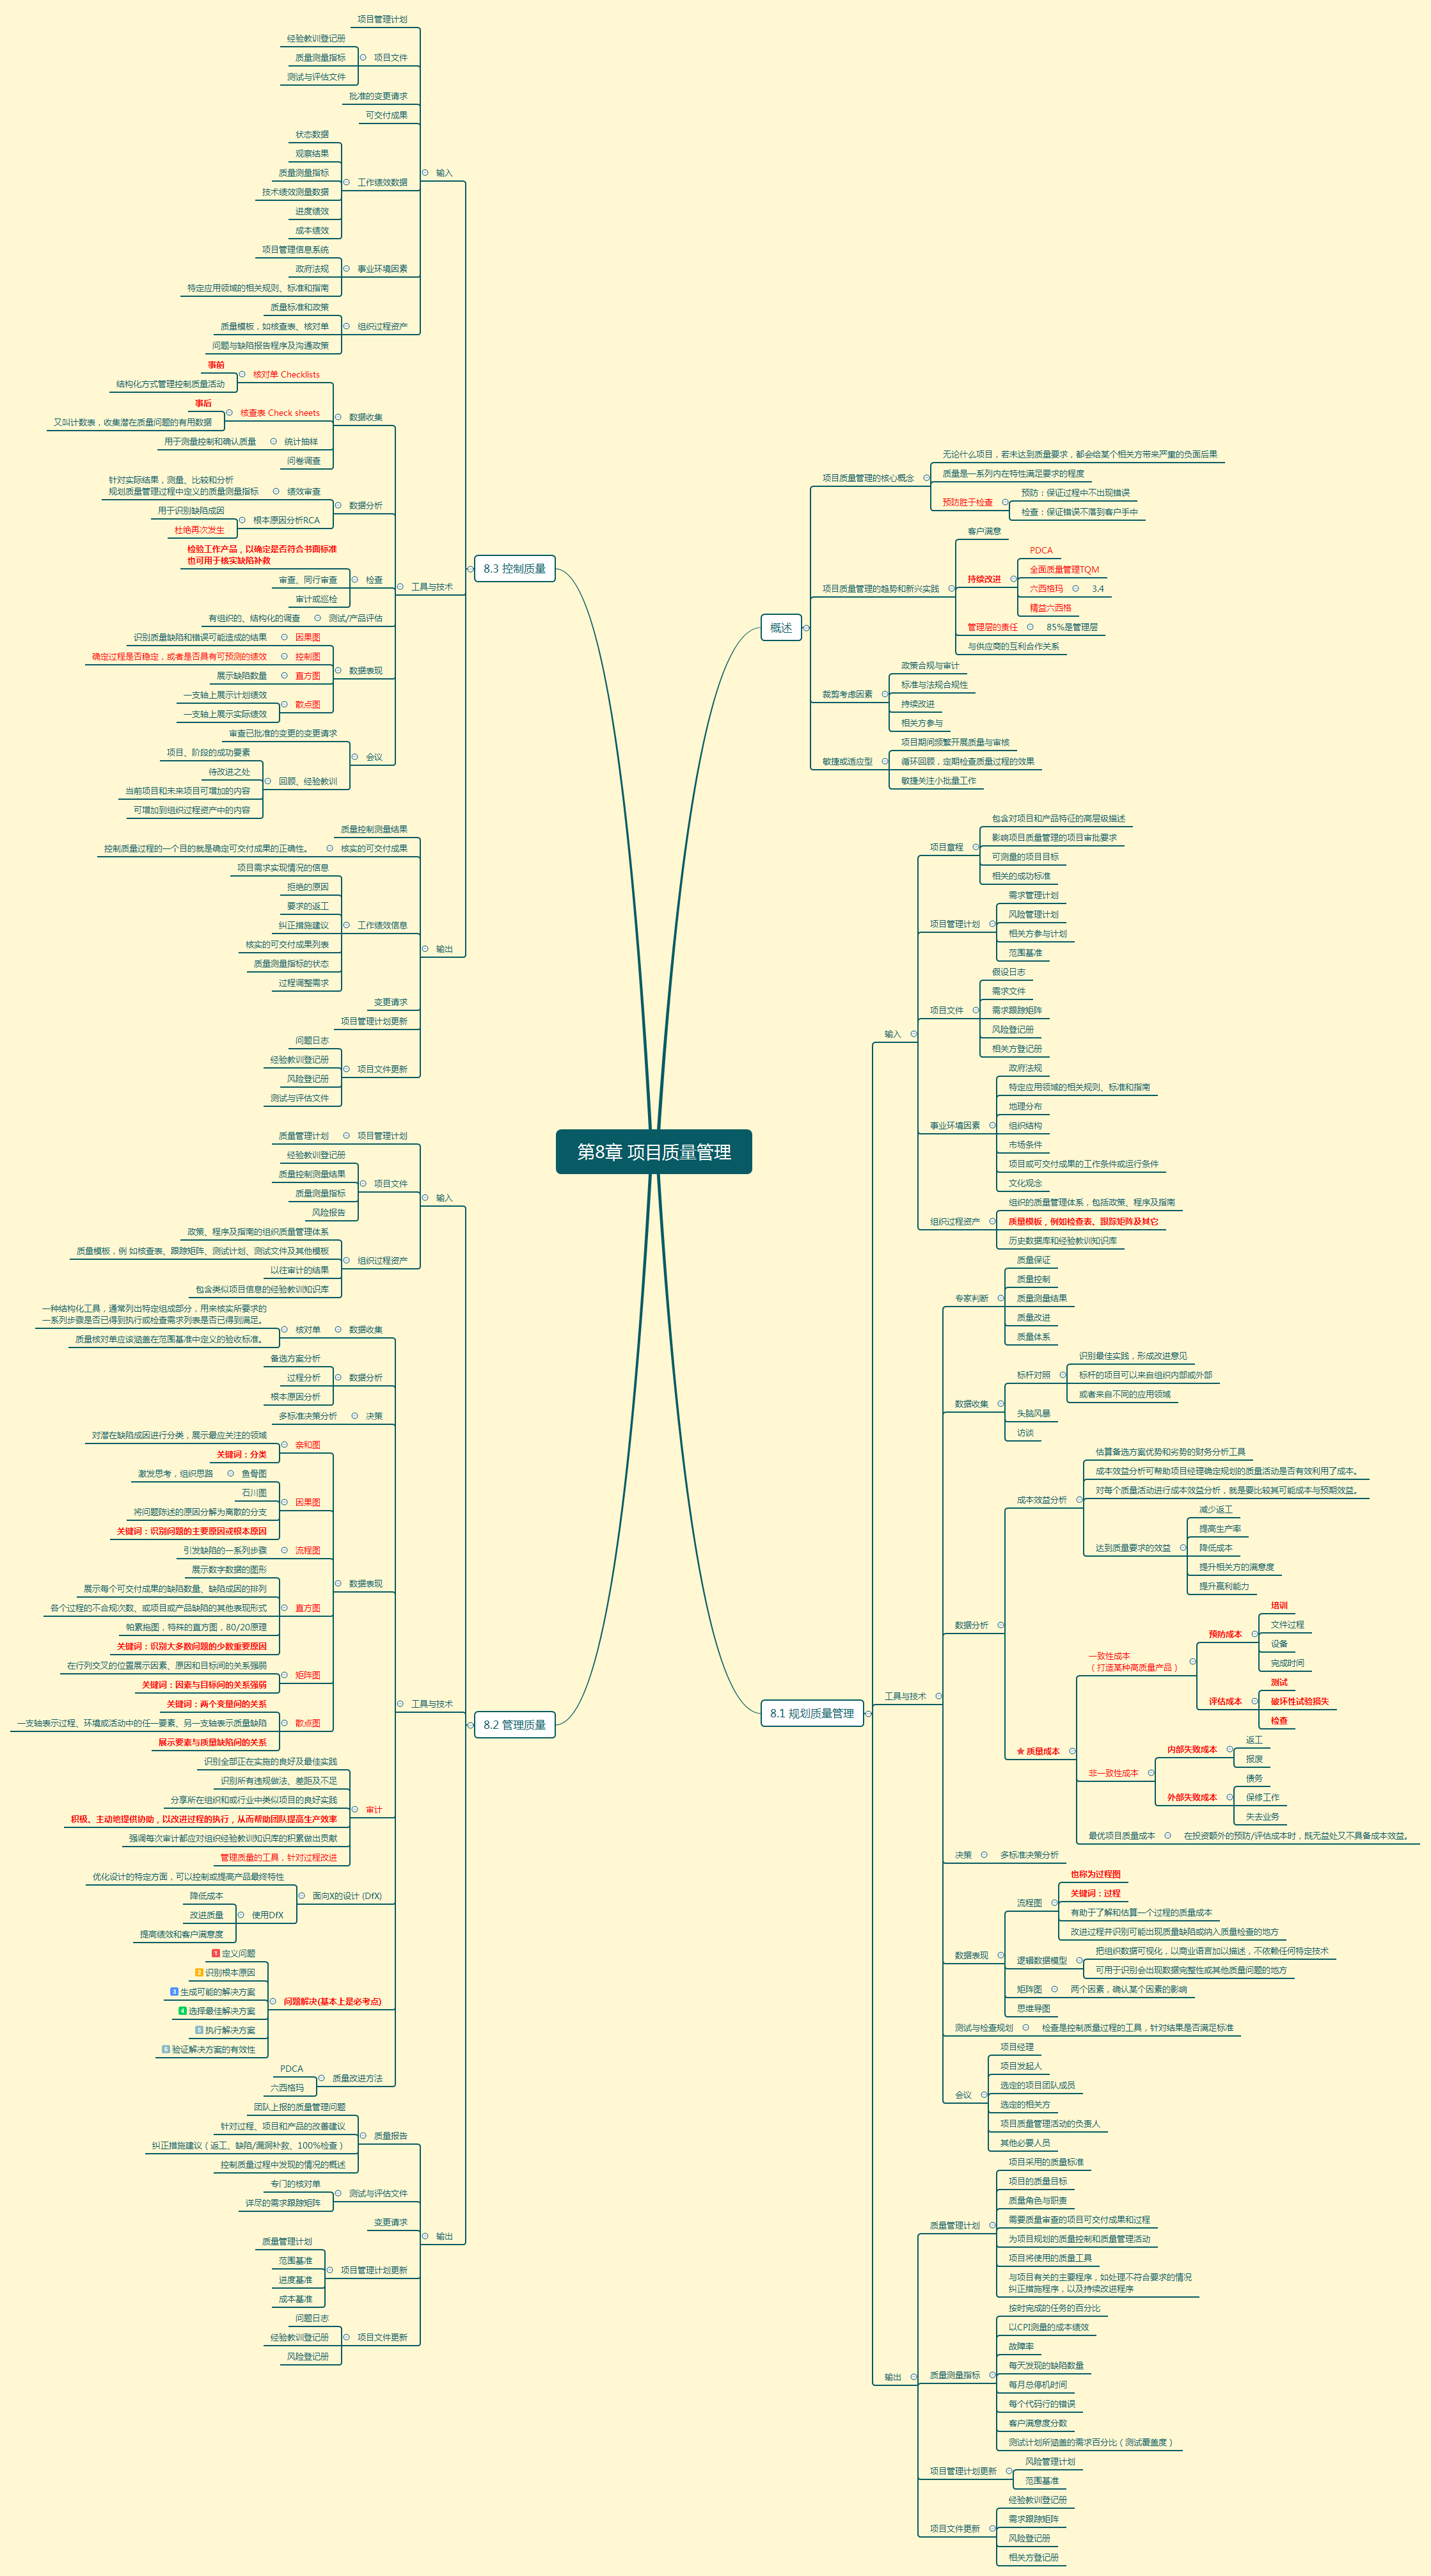 第8章 项目质量管理
概述
项目质量管理的核心概念
无论什么项目，若未达到质量要求，都会给某个相关方带来严重的负面后果
质量是一系列内在特性满足要求的程度
预防胜于检查
预防：保证过程中不出现错误
检查：保证错误不落到客户手中
项目质量管理的趋势和新兴实践
客户满意
持续改进
PDCA
全面质量管理TQM
六西格玛
3.4
精益六西格
管理层的责任
85%是管理层
与供应商的互利合作关系
裁剪考虑因素
政策合规与审计
标准与法规合规性
持续改进
相关方参与
敏捷或适应型
项目期间频繁开展质量与审核
循环回顾，定期检查质量过程的效果
敏捷关注小批量工作
8.1 规划质量管理
输入
项目章程
包含对项目和产品特征的高层级描述
影响项目质量管理的项目审批要求
可测量的项目目标
相关的成功标准
项目管理计划
需求管理计划
风险管理计划
相关方参与计划
范围基准
项目文件
假设日志
需求文件
需求跟踪矩阵
风险登记册
相关方登记册
事业环境因素
政府法规
特定应用领域的相关规则、标准和指南
地理分布
组织结构
市场条件
项目或可交付成果的工作条件或运行条件
文化观念
组织过程资产
组织的质量管理体系，包括政策、程序及指南
质量模板，例如检查表、跟踪矩阵及其它
历史数据库和经验教训知识库
工具与技术
专家判断
质量保证
质量控制
质量测量结果
质量改进
质量体系
数据收集
标杆对照
识别最佳实践，形成改进意见
标杆的项目可以来自组织内部或外部
或者来自不同的应用领域
头脑风暴
访谈
数据分析
成本效益分析
估算备选方案优势和劣势的财务分析工具
成本效益分析可帮助项目经理确定规划的质量活动是否有效利用了成本。
对每个质量活动进行成本效益分析，就是要比较其可能成本与预期效益。
达到质量要求的效益
减少返工
提高生产率
降低成本
提升相关方的满意度
提升赢利能力
★ 质量成本
一致性成本
（打造某种高质量产品）
预防成本
培训
文件过程
设备
完成时间
评估成本
测试
破坏性试验损失
检查
非一致性成本
内部失败成本
返工
报废
外部失败成本
债务
保修工作
失去业务
最优项目质量成本
在投资额外的预防/评估成本时，既无益处又不具备成本效益。
决策
多标准决策分析
数据表现
流程图
也称为过程图
关键词：过程
有助于了解和估算一个过程的质量成本
改进过程并识别可能出现质量缺陷或纳入质量检查的地方
逻辑数据模型
把组织数据可视化，以商业语言加以描述，不依赖任何特定技术
可用于识别会出现数据完整性或其他质量问题的地方
矩阵图
两个因素，确认某个因素的影响
思维导图
测试与检查规划
检查是控制质量过程的工具，针对结果是否满足标准
会议
项目经理
项目发起人
选定的项目团队成员
选定的相关方
项目质量管理活动的负责人
其他必要人员
输出
质量管理计划
项目采用的质量标准
项目的质量目标
质量角色与职责
需要质量审查的项目可交付成果和过程
为项目规划的质量控制和质量管理活动
项目将使用的质量工具
与项目有关的主要程序，如处理不符合要求的情况
纠正措施程序，以及持续改进程序
质量测量指标
按时完成的任务的百分比
以CPI测量的成本绩效
故障率
每天发现的缺陷数量
每月总停机时间
每个代码行的错误
客户满意度分数
测试计划所涵盖的需求百分比（测试覆盖度）
项目管理计划更新
风险管理计划
范围基准
项目文件更新
经验教训登记册
需求跟踪矩阵
风险登记册
相关方登记册
8.2 管理质量
输入
项目管理计划
质量管理计划
项目文件
经验教训登记册
质量控制测量结果
质量测量指标
风险报告
组织过程资产
政策、程序及指南的组织质量管理体系
质量模板，例 如核查表、跟踪矩阵、测试计划、测试文件及其他模板
以往审计的结果
包含类似项目信息的经验教训知识库
工具与技术
数据收集
核对单
一种结构化工具，通常列出特定组成部分，用来核实所要求的
一系列步骤是否已得到执行或检查需求列表是否已得到满足。
质量核对单应该涵盖在范围基准中定义的验收标准。
数据分析
备选方案分析
过程分析
根本原因分析
决策
多标准决策分析
数据表现
亲和图
对潜在缺陷成因进行分类，展示最应关注的领域
关键词：分类
因果图
鱼骨图
激发思考，组织思路
石川图
将问题陈述的原因分解为离散的分支
关键词：识别问题的主要原因或根本原因
流程图
引发缺陷的一系列步骤
直方图
展示数字数据的图形
展示每个可交付成果的缺陷数量、缺陷成因的排列
各个过程的不合规次数、或项目或产品缺陷的其他表现形式
帕累拖图，特殊的直方图，80/20原理
关键词：识别大多数问题的少数重要原因
矩阵图
在行列交叉的位置展示因素、原因和目标间的关系强弱
关键词：因素与目标间的关系强弱
散点图
关键词：两个变量间的关系
一支轴表示过程、环境或活动中的任一要素、另一支轴表示质量缺陷
展示要素与质量缺陷间的关系
审计
识别全部正在实施的良好及最佳实践
识别所有违规做法、差距及不足
分享所在组织和或行业中类似项目的良好实践
积极、主动地提供协助，以改进过程的执行，从而帮助团队提高生产效率
强调每次审计都应对组织经验教训知识库的积累做出贡献
管理质量的工具，针对过程改进
面向X的设计 (DfX)
优化设计的特定方面，可以控制或提高产品最终特性
使用DfX
降低成本
改进质量
提高绩效和客户满意度
问题解决(基本上是必考点)
1 定义问题
2 识别根本原因
3 生成可能的解决方案
4 选择最佳解决方案
5 执行解决方案
6 验证解决方案的有效性
质量改进方法
PDCA
六西格玛
输出
质量报告
团队上报的质量管理问题
针对过程、项目和产品的改善建议
纠正措施建议（返工、缺陷/漏洞补救、100%检查）
控制质量过程中发现的情况的概述
测试与评估文件
专门的核对单
详尽的需求跟踪矩阵
变更请求
项目管理计划更新
质量管理计划
范围基准
进度基准
成本基准
项目文件更新
问题日志
经验教训登记册
风险登记册
8.3 控制质量
输入
项目管理计划
项目文件
经验教训登记册
质量测量指标
测试与评估文件
批准的变更请求
可交付成果
工作绩效数据
状态数据
观察结果
质量测量指标
技术绩效测量数据
进度绩效
成本绩效
事业环境因素
项目管理信息系统
政府法规
特定应用领域的相关规则、标准和指南
组织过程资产
质量标准和政策
质量模板，如核查表、核对单
问题与缺陷报告程序及沟通政策
工具与技术
数据收集
核对单 Checklists
事前
结构化方式管理控制质量活动
核查表 Check sheets
事后
又叫计数表，收集潜在质量问题的有用数据
统计抽样
用于测量控制和确认质量
问卷调查
数据分析
绩效审查
针对实际结果，测量、比较和分析
规划质量管理过程中定义的质量测量指标
根本原因分析RCA
用于识别缺陷成因
杜绝再次发生
检查
检验工作产品，以确定是否符合书面标准
也可用于核实缺陷补救
审查、同行审查
审计或巡检
测试/产品评估
有组织的、结构化的调查
数据表现
因果图
识别质量缺陷和错误可能造成的结果
控制图
确定过程是否稳定，或者是否具有可预测的绩效
直方图
展示缺陷数量
散点图
一支轴上展示计划绩效
一支轴上展示实际绩效
会议
审查已批准的变更的变更请求
回顾、经验教训
项目、阶段的成功要素
待改进之处
当前项目和未来项目可增加的内容
可增加到组织过程资产中的内容
输出
质量控制测量结果
核实的可交付成果
控制质量过程的一个目的就是确定可交付成果的正确性。
工作绩效信息
项目需求实现情况的信息
拒绝的原因
要求的返工
纠正措施建议
核实的可交付成果列表
质量测量指标的状态
过程调整需求
变更请求
项目管理计划更新
项目文件更新
问题日志
经验教训登记册
风险登记册
测试与评估文件